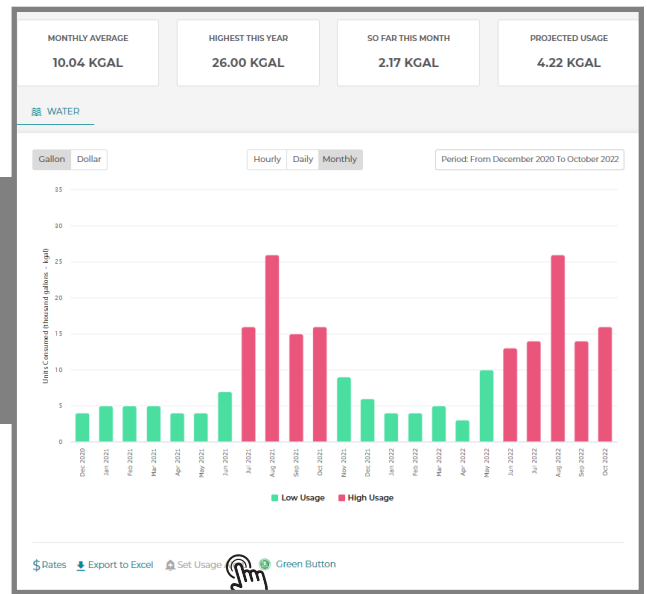 MONTHLY AVERAGE
10.04 KGAL
HIGHEST THIS YEAR
26.00 KGAL
SO FAR THIS MONTH
2.17 KGAL
PROJECTED USAGE
4.22 KGAL
WATER
Gallon Dollar
Hourly Daily Monthly
Period: From December 2020 To October 2022
Units Consumed (thousand gallons - kgal)
35
30
25
20
15
10
5
0
Dec 2020
Jan 2021
Feb 2021
Mar 2021
Apr 2021
May 2021
Jun 2021
Jul 2021
Aug 2021
Sep 2021
Oct 2021
Nov 2021
Dec 2021
Jan 2022
Feb 2022
Mar 2022
Apr 2022
May 2022
Jun 2022
Jul 2022
Aug 2022
Sep 2022
Oct 2022
Low Usage High Usage
$ Rates Export to Excel Set Usage Green Button